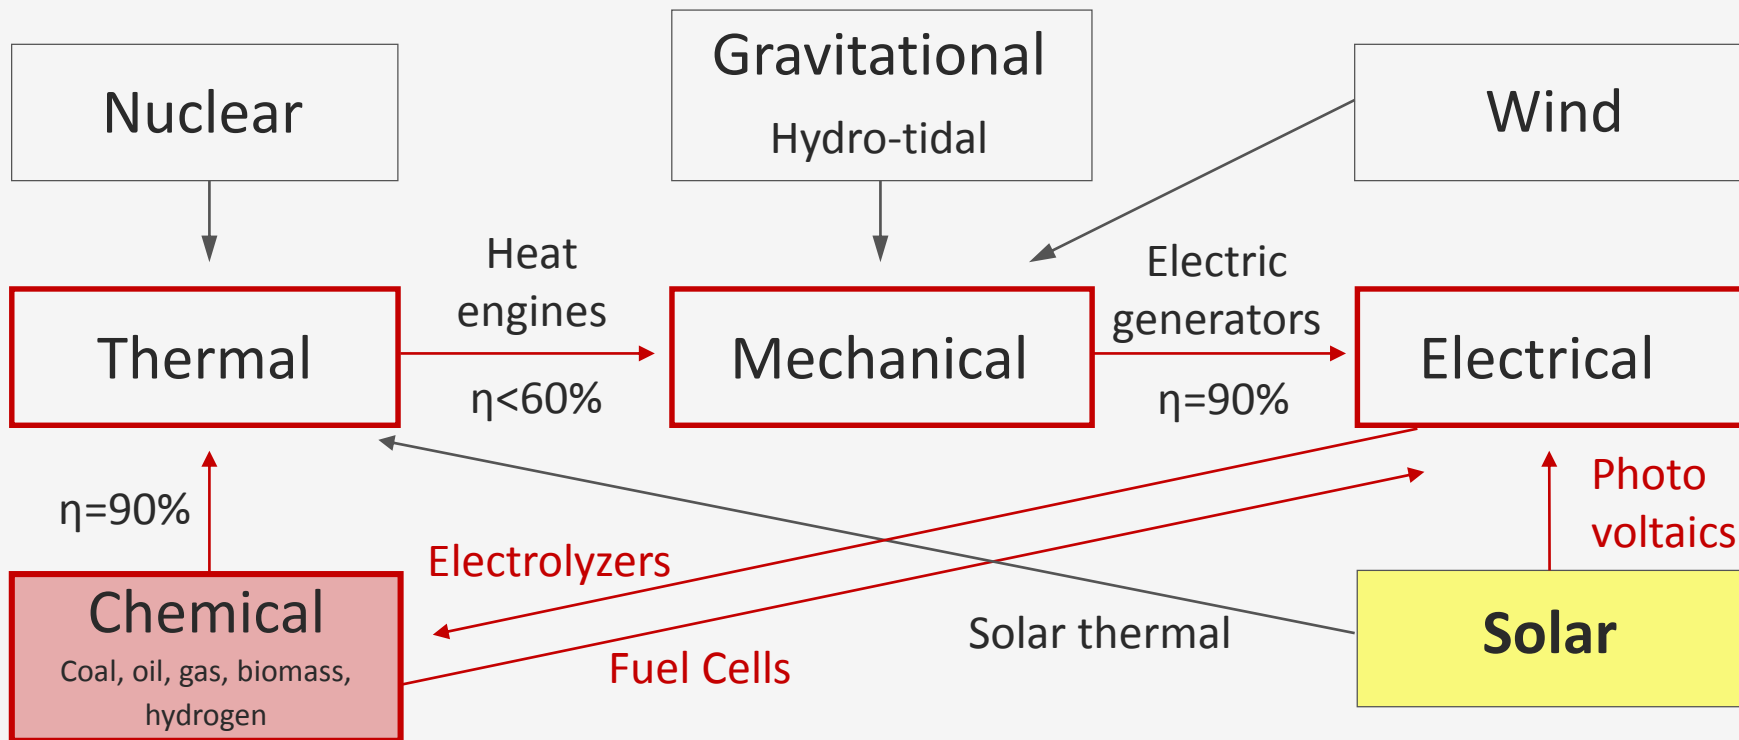 Nuclear
Gravitational
Hydro-tidal
Wind
Heat
engines
Electric
generators
Thermal
Mechanical
Electrical
η<60%
η=90%
η=90%
Photo
voltaics
Electrolyzers
Chemical
Coal, oil, gas, biomass,
hydrogen
Fuel Cells
Solar thermal
Solar